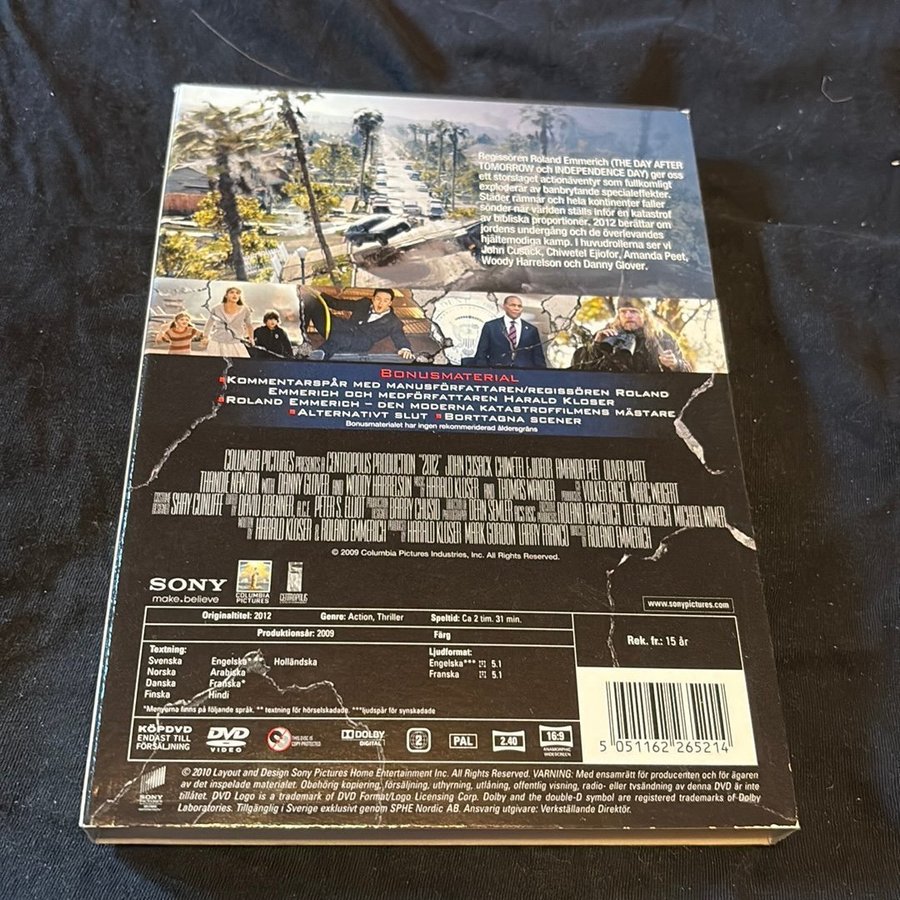 Regissören Roland Emmerich (THE DAY AFTER
TOMORROW och INDEPENDENCE DAY) ger oss
ett storslaget actionäventyr som fullkomligt
exploderar av banbrytande specialeffekter.
Städer rämnar och hela kontinenter faller
sönder när världen ställs inför en katastrof
av bibliska proportioner. 2012 berättar om
jordens undergång och de överlevandes
hjältemodiga kamp. I huvudrollerna ser vi
John Cusack, Chiwetel Ejiofor, Amanda Peet,
Woody Harrelson och Danny Glover.
BONUSMATERIAL
KOMMENTARSPÅR MED MANUSFÖRFATTAREN/REGISSÖREN ROLAND
EMMERICH OCH MEDFÖRFATTAREN HARALD KLOSER
ROLAND EMMERICH – DEN MODERNA KATASTROFFILMENS MÄSTARE
ALTERNATIVT SLUT BORTTAGNA SCENER
Bonusmaterialet har ingen rekommenderad åldersgräns
COLUMBIA PICTURES PRESENTS A CENTROPOLIS PRODUCTION "2012" JOHN CUSACK CHIWETEL EJIOFOR AMANDA PEET OLIVER PLATT
THANDIE NEWTON WITH DANNY GLOVER AND WOODY HARRELSON HARALD KLOSER AND THOMAS WANDER VOLKER ENGEL MARC WEIGERT
COSTUME DESIGNER SHAY CUNLIFFE DAVID BRENNER, A.C.E. PETER S. ELLIOT BARRY CHUSID DEAN SEMLER ACS ASC ROLAND EMMERICH UTE EMMERICH MICHAEL WIMER
HARALD KLOSER & ROLAND EMMERICH HARALD KLOSER MARK GORDON LARRY FRANCO ROLAND EMMERICH
© 2009 Columbia Pictures Industries, Inc. All Rights Reserved.
SONY
make.believe
COLUMBIA
PICTURES
CENTROPOLIS
www.sonypictures.com
Originaltitel: 2012 Genre: Action, Thriller Speltid: Ca 2 tim. 31 min.
Produktionsår: 2009 Färg
Rek. fr.: 15 år
Textning: Ljudformat:
Svenska Engelska** Holländska Engelska*** 5.1
Norska Arabiska Franska 5.1
Danska Franska*
Finska Hindi
*Menyerna finns på följande språk. ** textning för hörselskadade. ***ljudspår för synskadade
KÖPDVD
ENDAST TILL
FÖRSÄLJNING
DVD
VIDEO
THIS DISC IS
COPY PROTECTED
DOLBY
DIGITAL
2
PAL
2.40
16:9
ANAMORPHIC
WIDESCREEN
5 051162 265214
SONY
© 2010 Layout and Design Sony Pictures Home Entertainment Inc. All Rights Reserved. VARNING: Med ensamrätt för producenten och för ägaren
av det inspelade materialet. Obehörig kopiering, försäljning, uthyrning, utlåning, offentlig visning, radio- eller tvsändning av denna DVD är inte
tillåtet. DVD Logo is a trademark of DVD Format/Logo Licensing Corp. Dolby and the double-D symbol are registered trademarks of Dolby
Laboratories. Tillgänglig i Sverige exklusivt genom SPHE Nordic AB. Ansvarig utgivare: Verkställande Direktör.